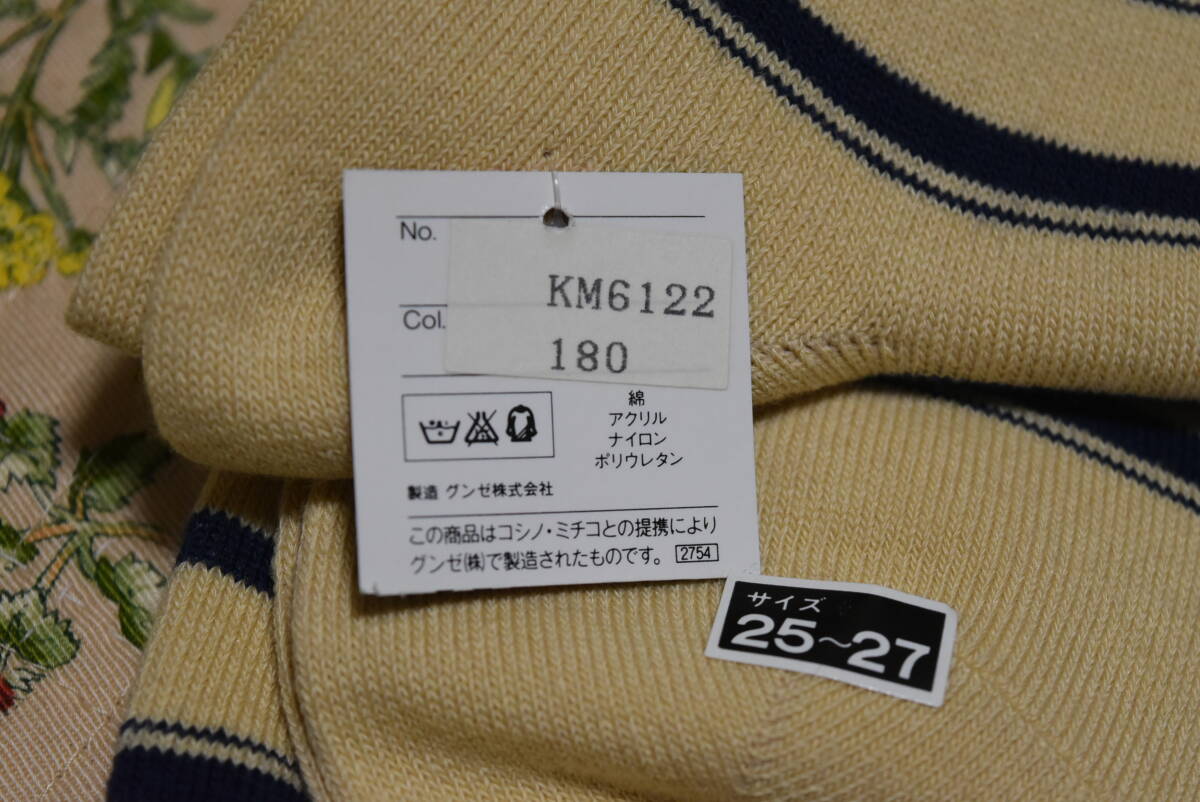 No.
KM6122
Col.
180
綿
アクリル
ナイロン
ポリウレタン
製造 グンゼ株式会社
この商品はコシノ・ミチコとの提携により
グンゼ(株)で製造されたものです。 2754
サイズ
25~27